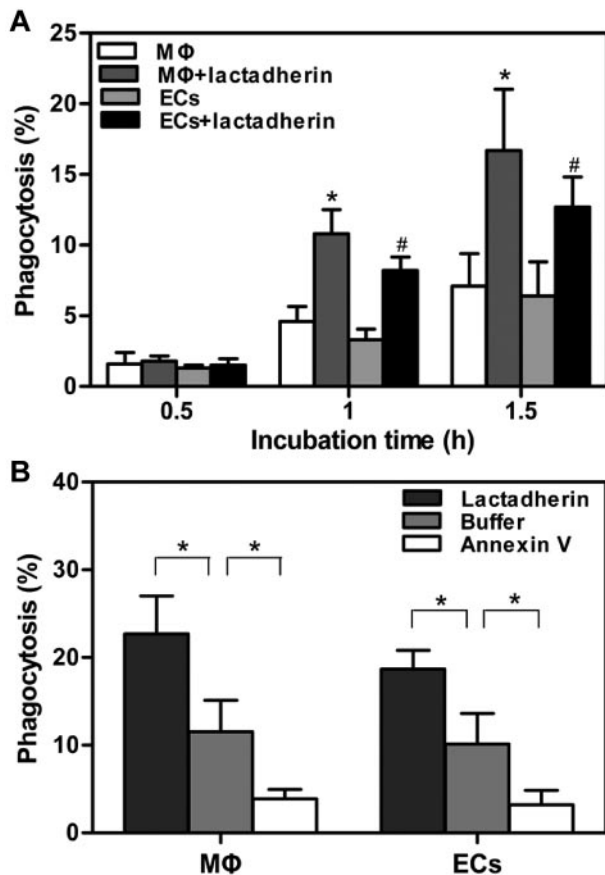 A
25
20
15
10
5
0
Phagocytosis (%)
MΦ
MΦ+lactadherin
ECs
ECs+lactadherin
*
#
*
#
0.5 1 1.5
Incubation time (h)
B
40
30
20
10
0
Phagocytosis (%)
Lactadherin
Buffer
Annexin V
* * * *
MΦ ECs